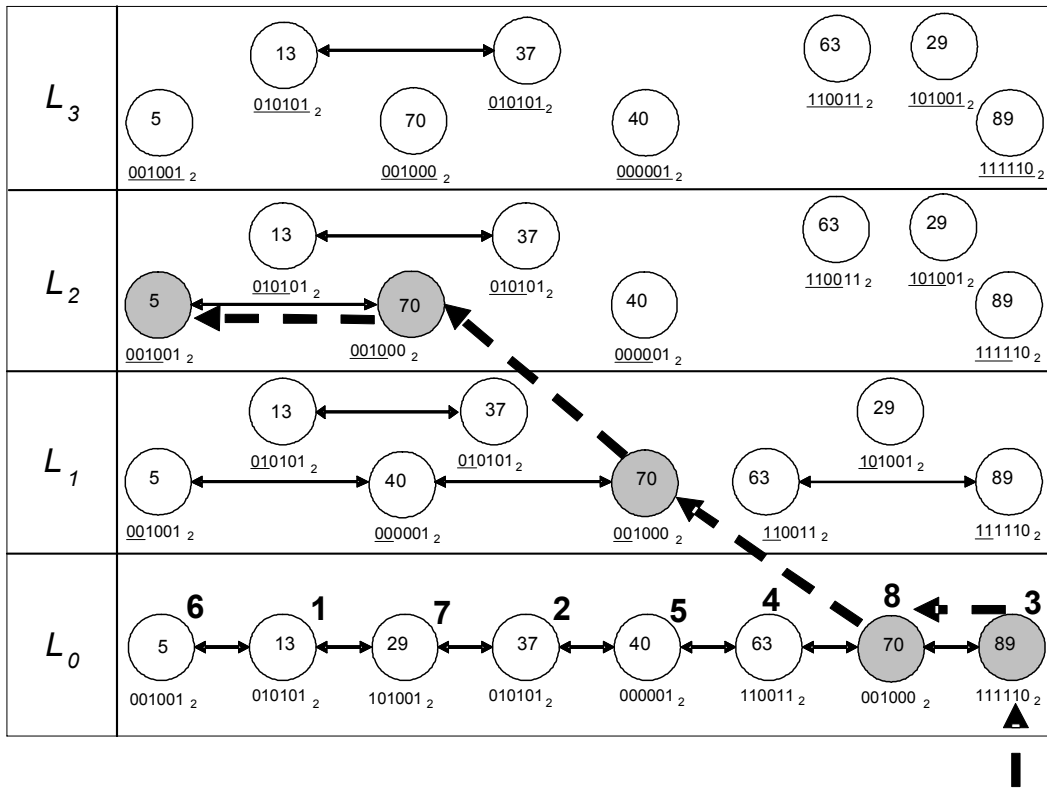 L3
13 37 63 29
010101 2 010101 2 110011 2 101001 2
5 70 40 89
001001 2 001000 2 000001 2 111110 2
L2
13 37 63 29
010101 2 010101 2 110011 2 101001 2
5 70 40 89
001001 2 001000 2 000001 2 111110 2
L1
13 37 29
010101 2 010101 2 101001 2
5 40 70 63 89
001001 2 000001 2 001000 2 110011 2 111110 2
L0
6 1 7 2 5 4 8 3
5 13 29 37 40 63 70 89
001001 2 010101 2 101001 2 010101 2 000001 2 110011 2 001000 2 111110 2